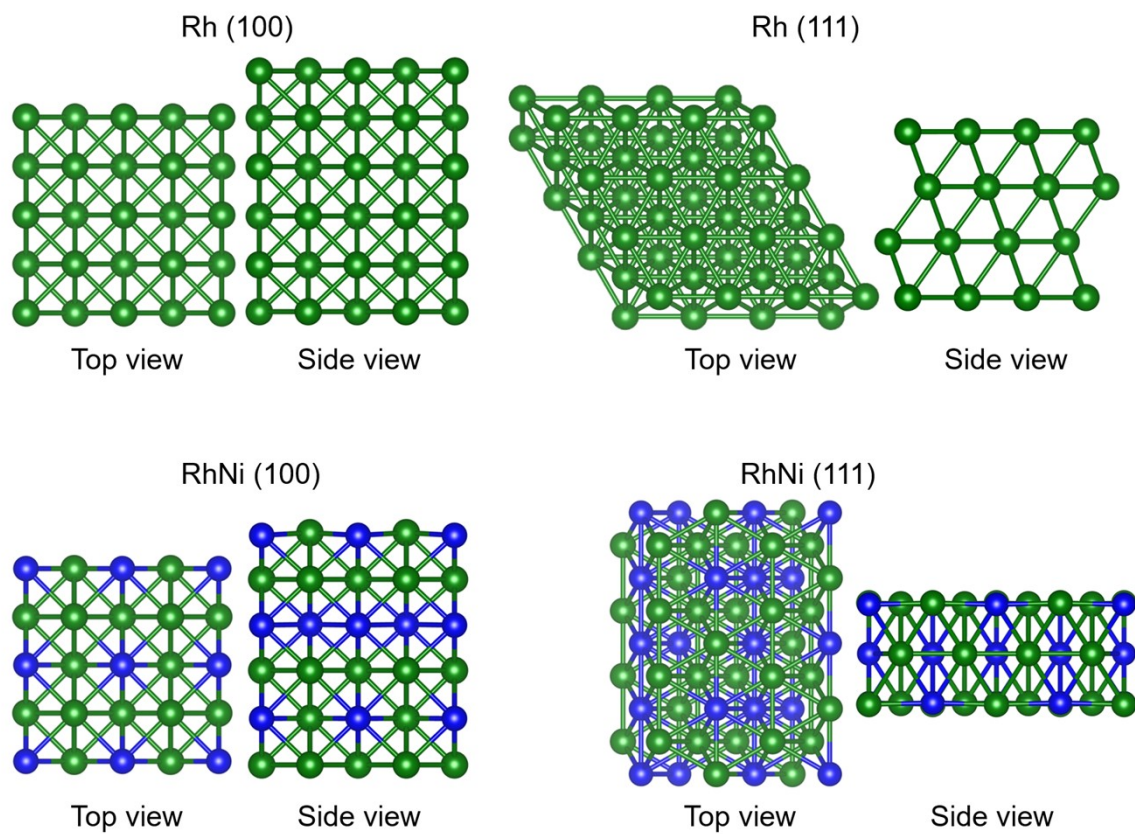 Rh (100)
Rh (111)
Top view
Side view
Top view
Side view
RhNi (100)
RhNi (111)
Top view
Side view
Top view
Side view